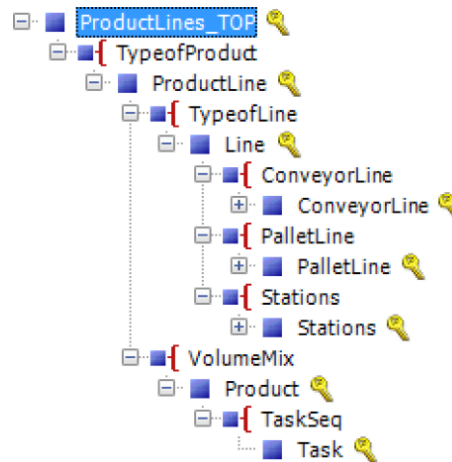 ProductLines_TOP
TypeofProduct
ProductLine
TypeofLine
Line
ConveyorLine
ConveyorLine
PalletLine
PalletLine
Stations
Stations
VolumeMix
Product
TaskSeq
Task